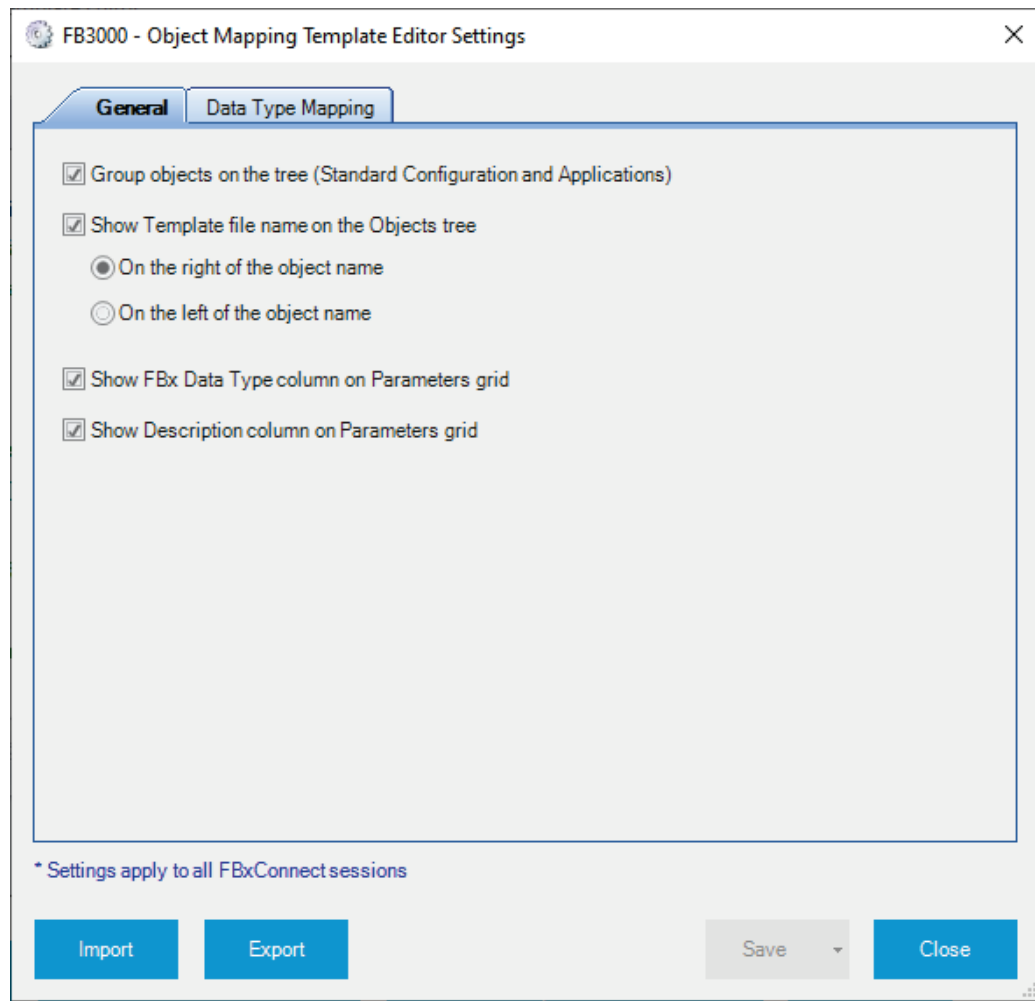 FB3000 - Object Mapping Template Editor Settings
General
Data Type Mapping
Group objects on the tree (Standard Configuration and Applications)
Show Template file name on the Objects tree
On the right of the object name
On the left of the object name
Show FBx Data Type column on Parameters grid
Show Description column on Parameters grid
* Settings apply to all FBxConnect sessions
Import
Export
Save
Close